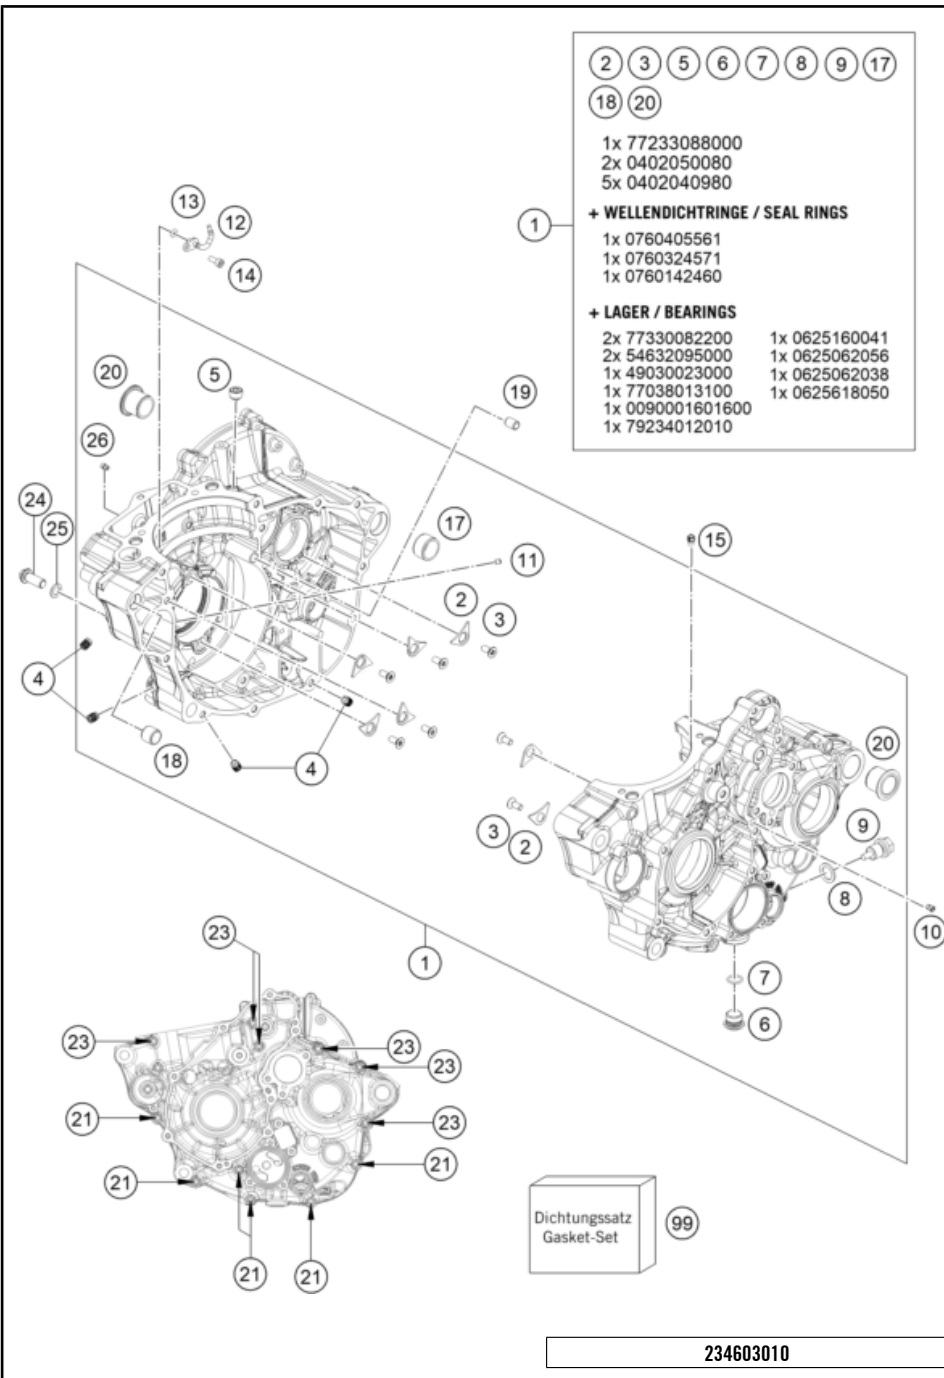 2 3 5 6 7 8 9 17
18 20
1x 77233088000
2x 0402050080
5x 0402040980
+ WELLENDICHTRINGE / SEAL RINGS
1x 0760405561
1x 0760324571
1x 0760142460
+ LAGER / BEARINGS
2x 77330082200 1x 0625160041
2x 54632095000 1x 0625062056
1x 49030023000 1x 0625062038
1x 77038013100 1x 0625618050
1x 0090001601600
1x 79234012010
1
13
12
14
20
5
19
26
24
25
17
11
15
2
3
4
18
4
20
3 2
9
8
10
1
7
6
23
23
23
23
21
23
21
21
21
21
Dichtungssatz
Gasket-Set
99
234603010